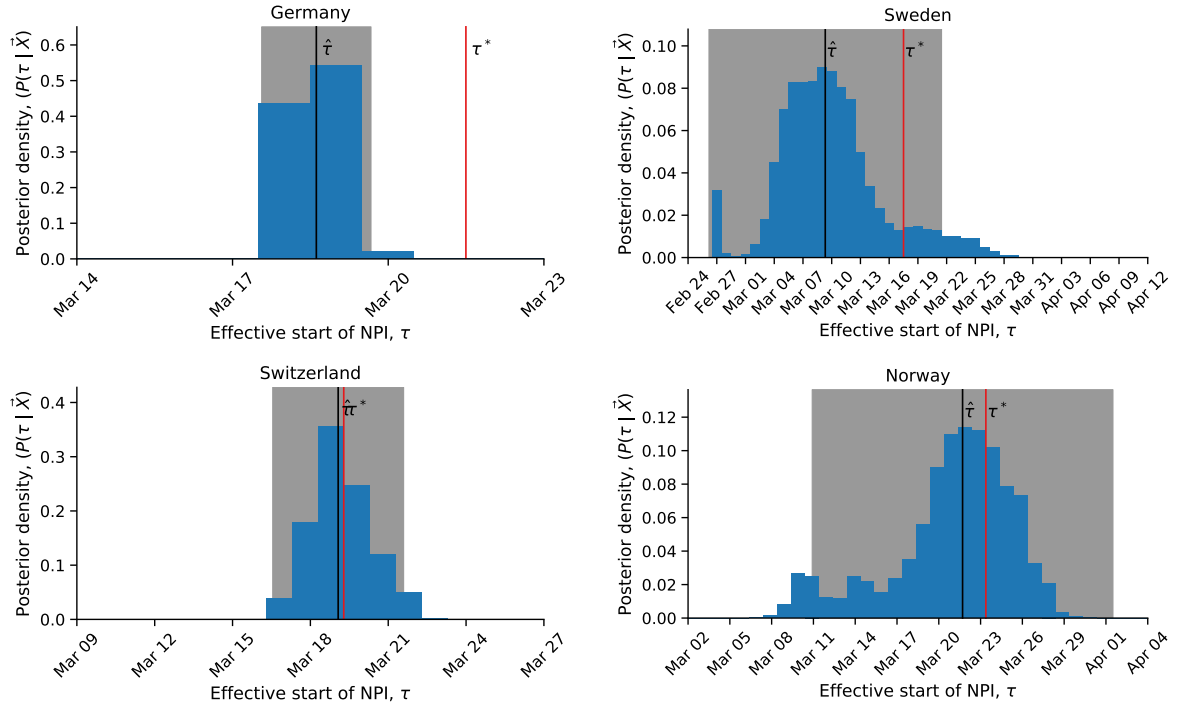 Germany
Posterior density, (P(τ | X⃗)
0.6
0.5
0.4
0.3
0.2
0.1
0.0
τ̂
τ*
Mar 14
Mar 17
Mar 20
Mar 23
Effective start of NPI, τ
Sweden
Posterior density, (P(τ | X⃗)
0.10
0.08
0.06
0.04
0.02
0.00
τ̂
τ*
Feb 24
Feb 27
Mar 01
Mar 04
Mar 07
Mar 10
Mar 13
Mar 16
Mar 19
Mar 22
Mar 25
Mar 28
Mar 31
Apr 03
Apr 06
Apr 09
Apr 12
Effective start of NPI, τ
Switzerland
Posterior density, (P(τ | X⃗)
0.4
0.3
0.2
0.1
0.0
τ̂
τ*
Mar 09
Mar 12
Mar 15
Mar 18
Mar 21
Mar 24
Mar 27
Effective start of NPI, τ
Norway
Posterior density, (P(τ | X⃗)
0.12
0.10
0.08
0.06
0.04
0.02
0.00
τ̂
τ*
Mar 02
Mar 05
Mar 08
Mar 11
Mar 14
Mar 17
Mar 20
Mar 23
Mar 26
Mar 29
Apr 01
Apr 04
Effective start of NPI, τ